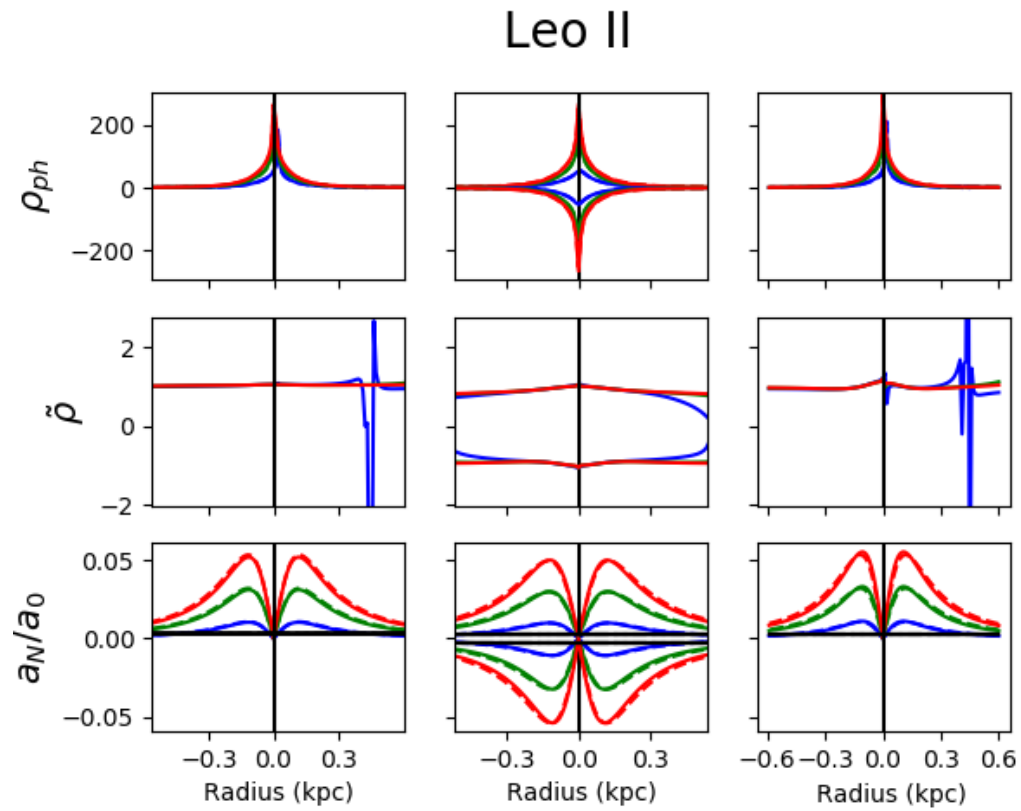 Leo II
ρ_ph
200
0
−200
ρ̃
2
0
−2
a_N/a_0
0.05
0.00
−0.05
−0.3 0.0 0.3
−0.3 0.0 0.3
−0.6 −0.3 0.0 0.3 0.6
Radius (kpc) Radius (kpc) Radius (kpc)